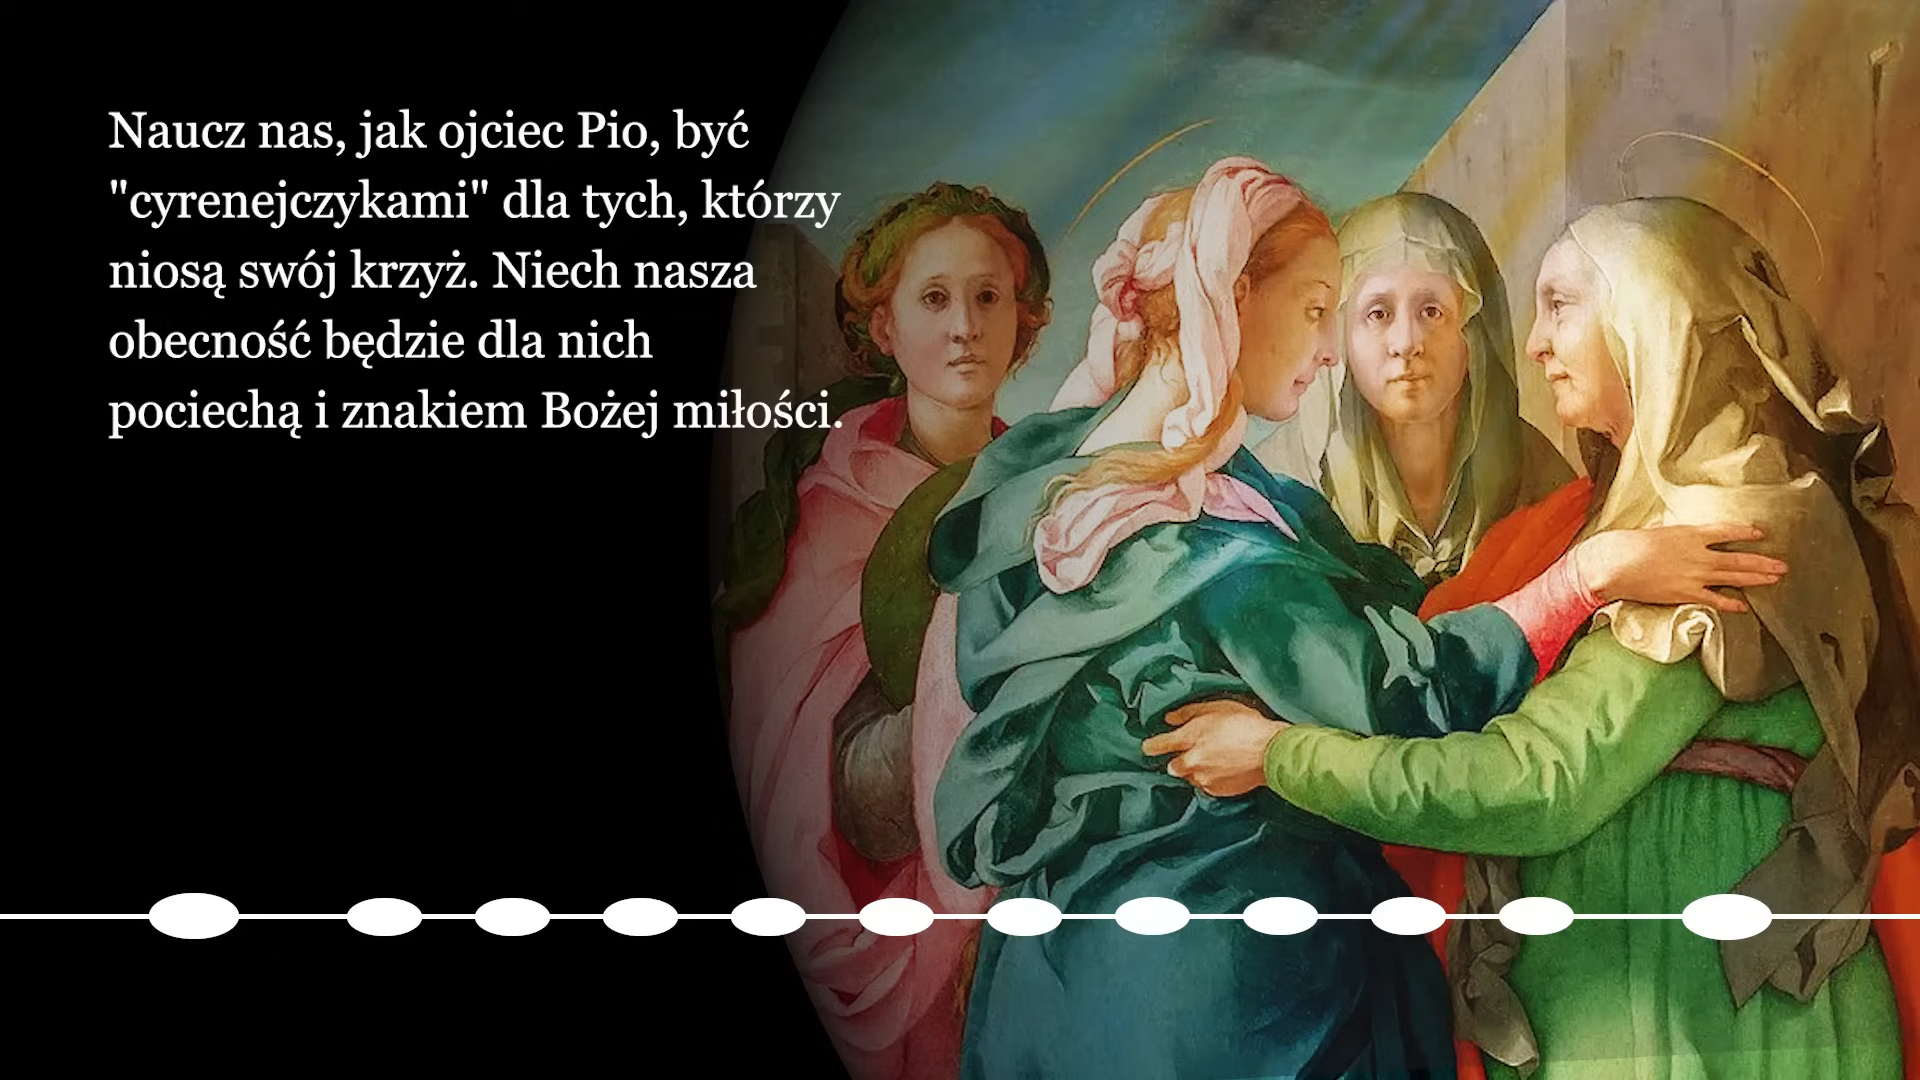 Naucz nas, jak ojciec Pio, być
"cyrenejczykami" dla tych, którzy
niosą swój krzyż. Niech nasza
obecność będzie dla nich
pociechą i znakiem Bożej miłości.